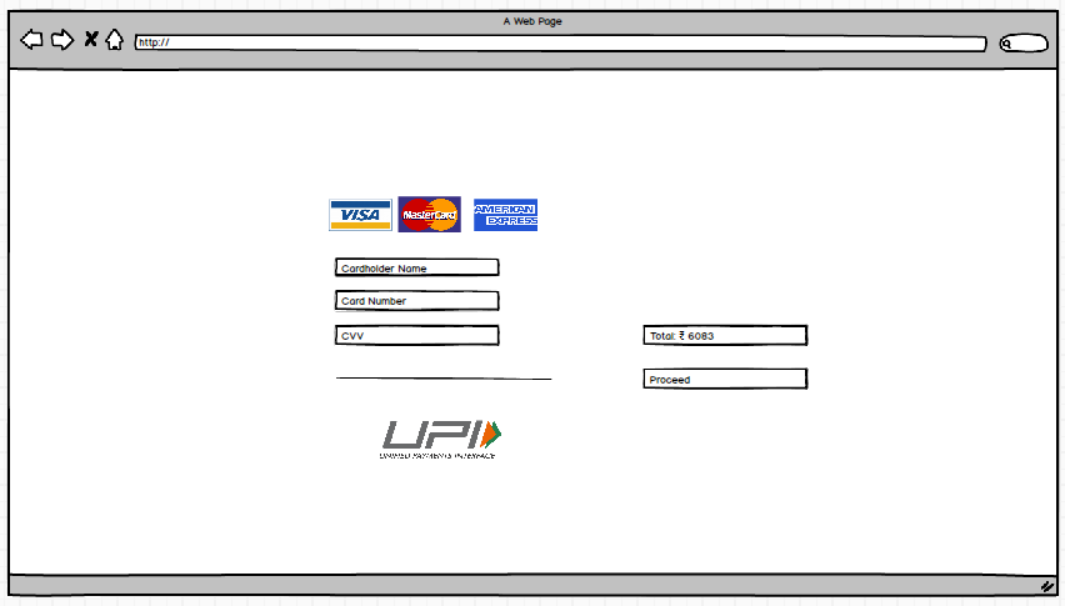 A Web Page
http://
VISA
MasterCard
AMERICAN
EXPRESS
Cardholder Name
Card Number
CVV
Total: ₹ 6083
Proceed
UPI
UNIFIED PAYMENTS INTERFACE